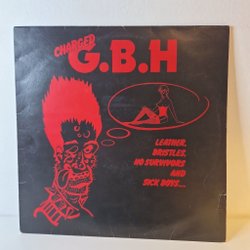 CHARGED
G.B.H
LEATHER,
BRISTLES,
NO SURVIVORS
AND
SICK BOYS...